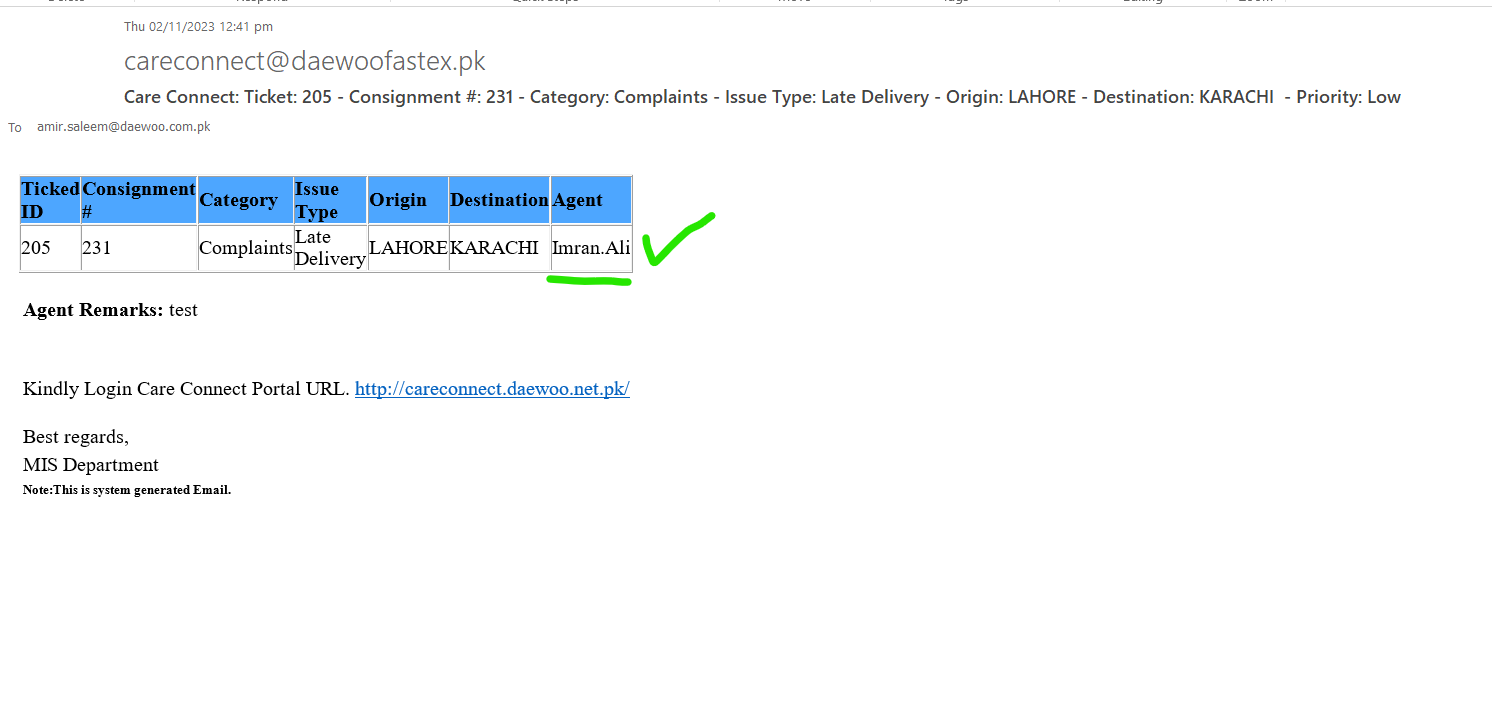 Thu 02/11/2023 12:41 pm
careconnect@daewoofastex.pk
Care Connect: Ticket: 205 - Consignment #: 231 - Category: Complaints - Issue Type: Late Delivery - Origin: LAHORE - Destination: KARACHI - Priority: Low
To amir.saleem@daewoo.com.pk
Ticked ID Consignment # Category Issue Type Origin Destination Agent
205 231 Complaints Late Delivery LAHORE KARACHI Imran.Ali
Agent Remarks: test
Kindly Login Care Connect Portal URL. http://careconnect.daewoo.net.pk/
Best regards,
MIS Department
Note:This is system generated Email.